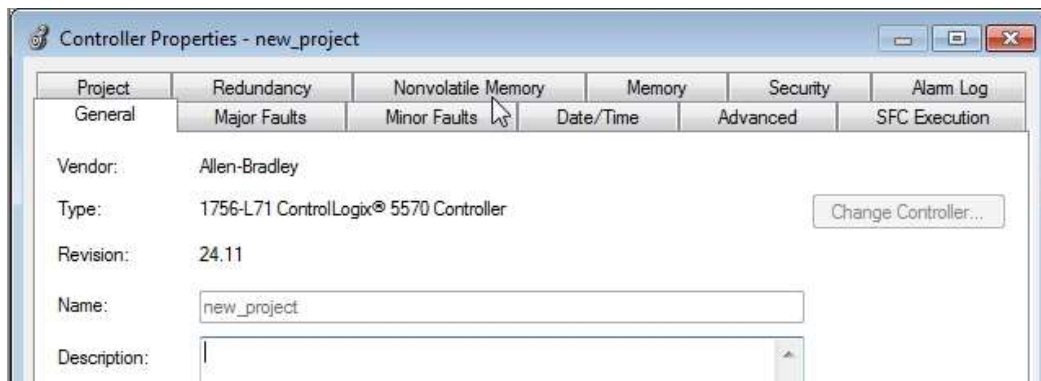 Controller Properties - new_project
Project Redundancy Nonvolatile Memory Memory Security Alarm Log
General Major Faults Minor Faults Date/Time Advanced SFC Execution
Vendor: Allen-Bradley
Type: 1756-L71 ControlLogix® 5570 Controller Change Controller...
Revision: 24.11
Name: new_project
Description: